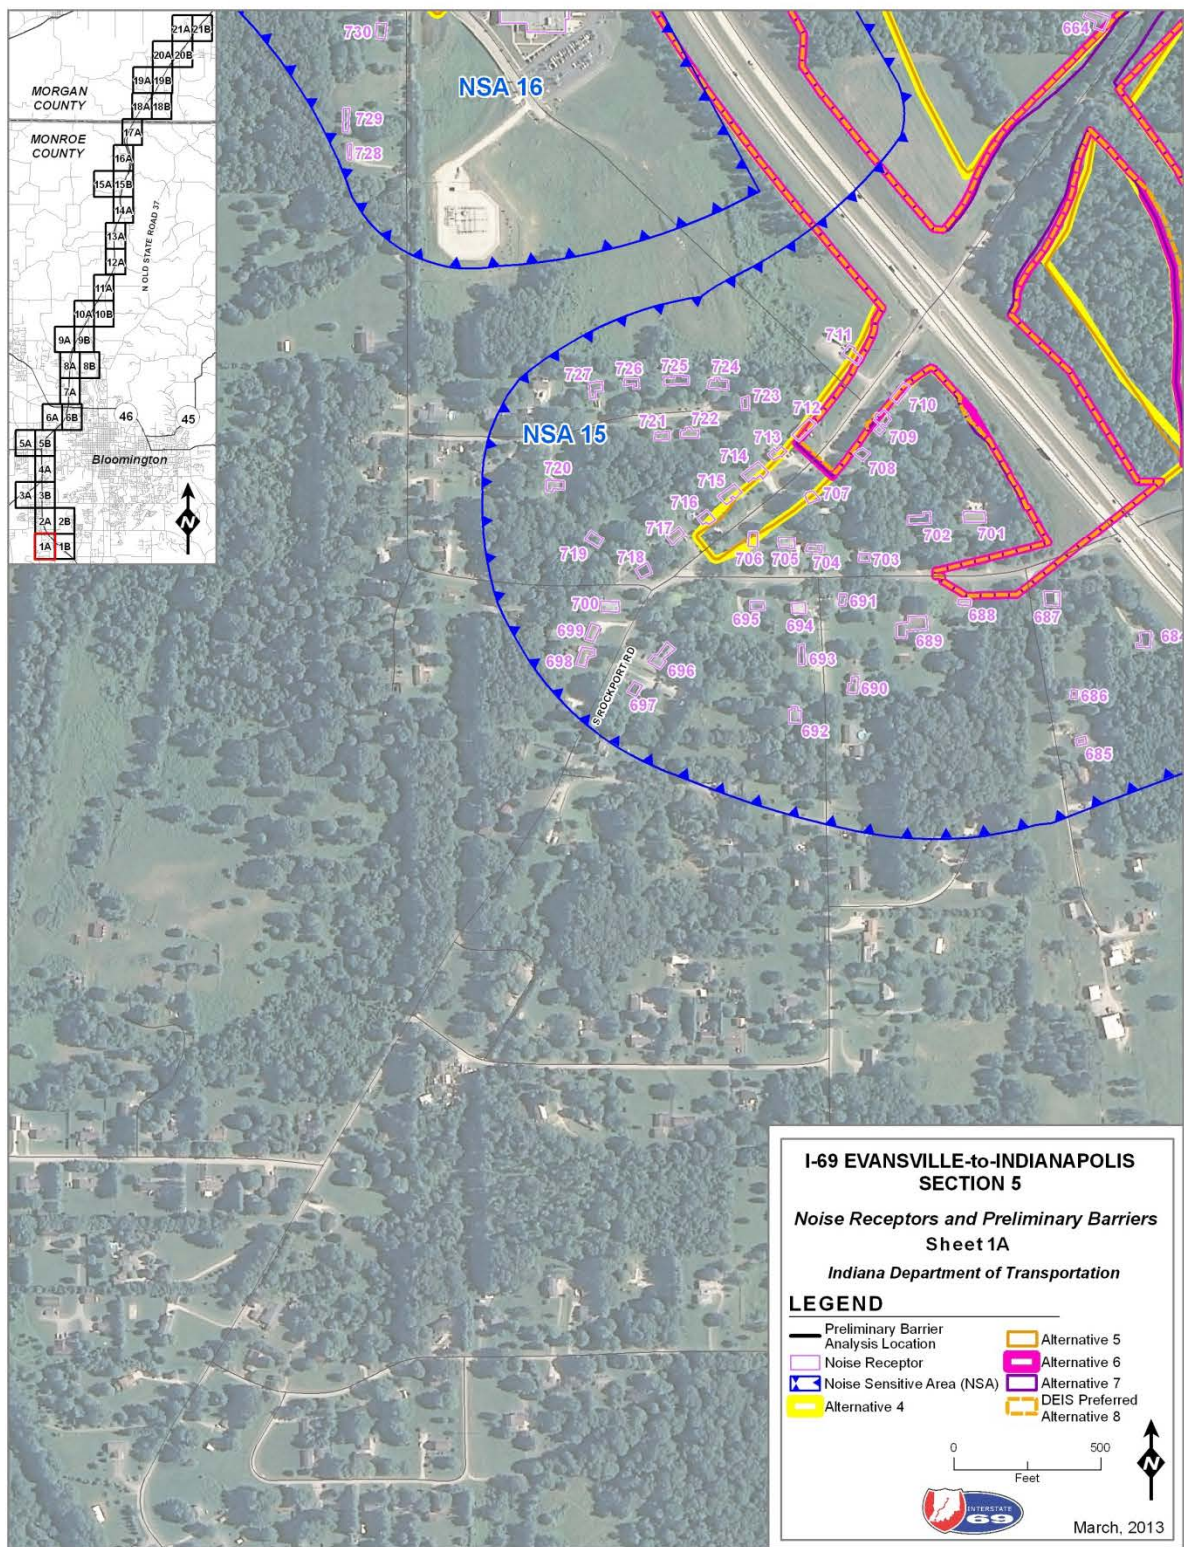 21A 21B
20A 20B
19A 19B
18A 18B
17A
16A
15A 15B
14A
13A
12A
11A
10A 10B
9A 9B
8A 8B
7A
6A 6B
5A 5B
4A
3A 3B
2A 2B
1A 1B
MORGAN
COUNTY
MONROE
COUNTY
N OLD STATE ROAD 37
46
45
Bloomington
N
730
729
728
NSA 16
664
711
710
709
708
712
713
714
715
716
707
727
726
725
724
723
721
722
NSA 15
720
719
718
717
706
705
704
703
702
701
700
699
698
697
696
695
694
693
692
691
690
689
688
687
684
686
685
S ROCKPORT RD
I-69 EVANSVILLE-to-INDIANAPOLIS
SECTION 5
Noise Receptors and Preliminary Barriers
Sheet 1A
Indiana Department of Transportation
LEGEND
Preliminary Barrier
Analysis Location
Noise Receptor
Noise Sensitive Area (NSA)
Alternative 4
Alternative 5
Alternative 6
Alternative 7
DEIS Preferred
Alternative 8
0 500
Feet
N
INTERSTATE
69
March, 2013